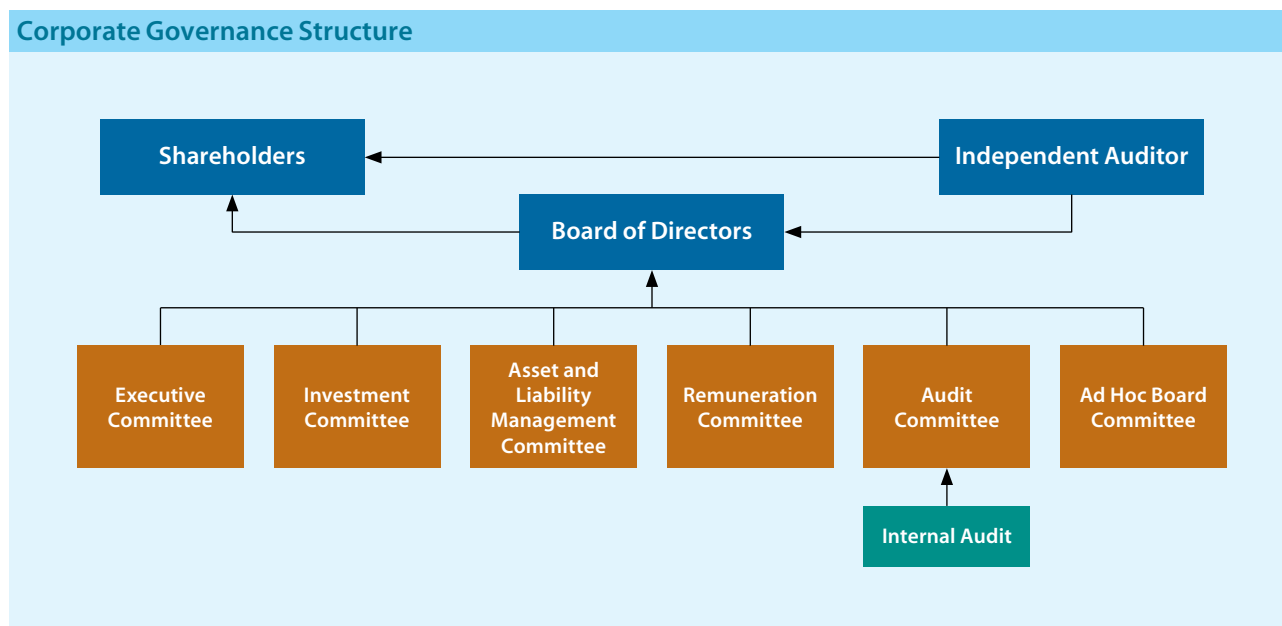 Corporate Governance Structure
Shareholders
Independent Auditor
Board of Directors
Executive
Committee
Investment
Committee
Asset and
Liability
Management
Committee
Remuneration
Committee
Audit
Committee
Ad Hoc Board
Committee
Internal Audit